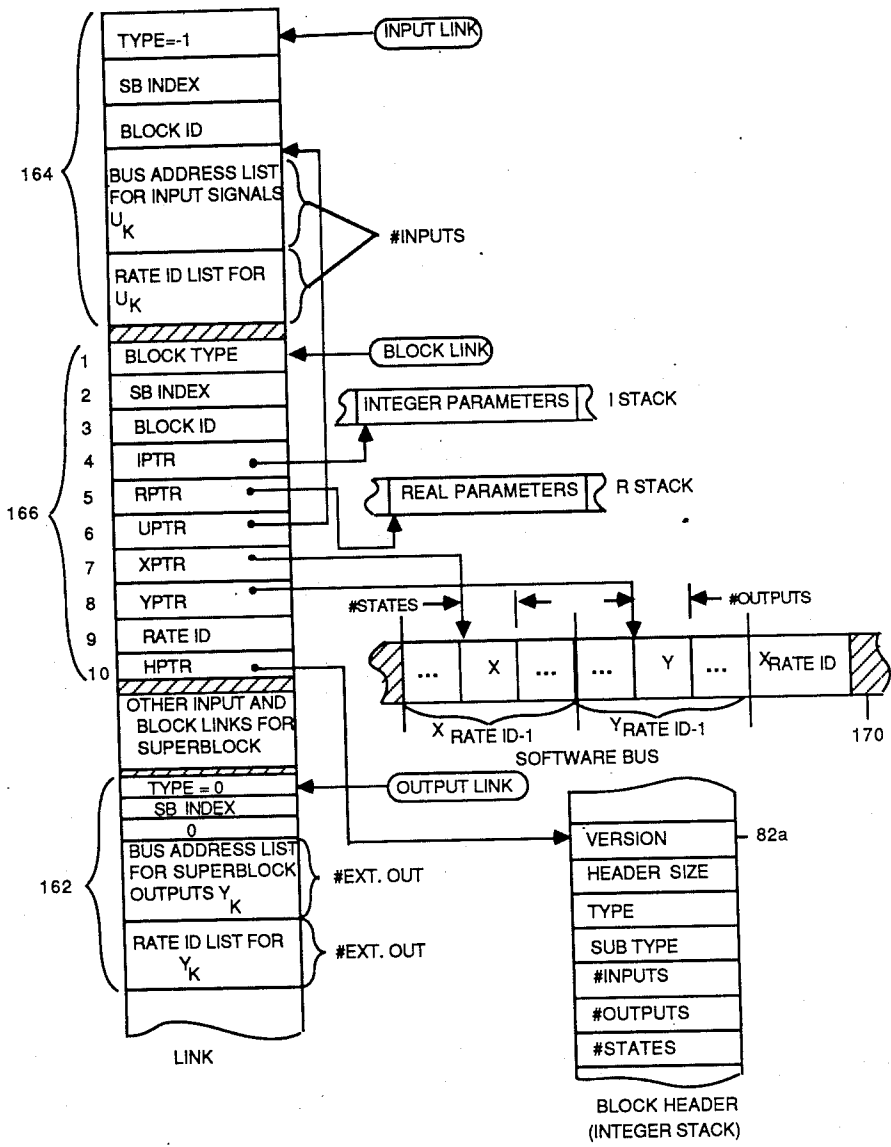 TYPE=-1
INPUT LINK
SB INDEX
BLOCK ID
164
BUS ADDRESS LIST
FOR INPUT SIGNALS
U K
#INPUTS
RATE ID LIST FOR
U K
1
BLOCK TYPE
BLOCK LINK
2
SB INDEX
3
BLOCK ID
INTEGER PARAMETERS
I STACK
4
IPTR
5
RPTR
REAL PARAMETERS
R STACK
166
6
UPTR
7
XPTR
8
YPTR
#STATES
#OUTPUTS
9
RATE ID
10
HPTR
...
X
...
...
Y
...
X RATE ID
X RATE ID-1
Y RATE ID-1
170
SOFTWARE BUS
OTHER INPUT AND
BLOCK LINKS FOR
SUPERBLOCK
TYPE = 0
OUTPUT LINK
SB INDEX
0
162
BUS ADDRESS LIST
FOR SUPERBLOCK
OUTPUTS Y K
#EXT. OUT
RATE ID LIST FOR
Y K
#EXT. OUT
LINK
VERSION
82a
HEADER SIZE
TYPE
SUB TYPE
#INPUTS
#OUTPUTS
#STATES
BLOCK HEADER
(INTEGER STACK)